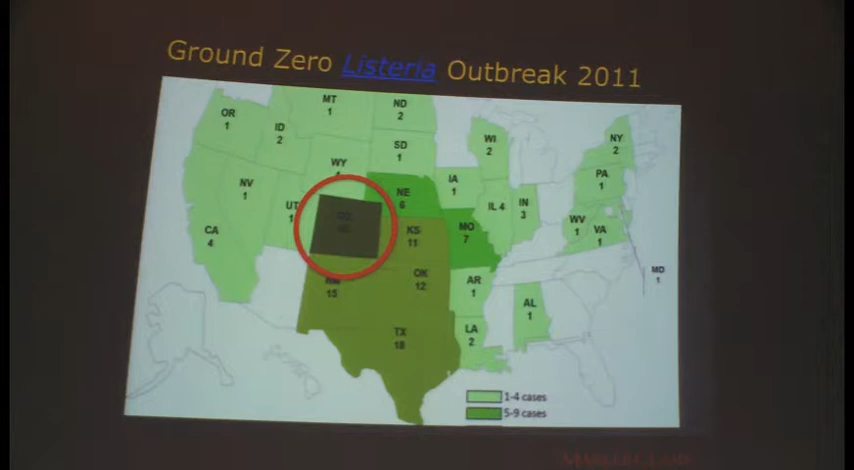 Ground Zero Listeria Outbreak 2011
MT
1
ND
2
OR
1
ID
2
SD
1
WI
2
NY
2
WY
NV
1
NE
6
IA
1
PA
1
UT
1
IL 4
IN
3
CA
4
KS
11
MO
7
WV
1
VA
1
MD
1
15
OK
12
AR
1
AL
1
TX
18
LA
2
1-4 cases
5-9 cases